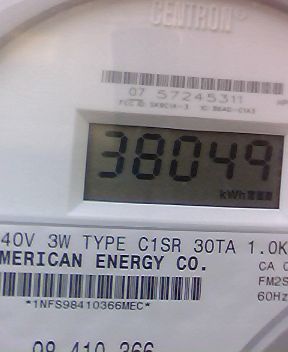 CENTRON®
07 57245311
38049
kWh
40V 3W TYPE C1SR 30TA 1.0K
MERICAN ENERGY CO.
CA 0
FM2S
*1NFS98410366MEC*
60Hz
98 410 366